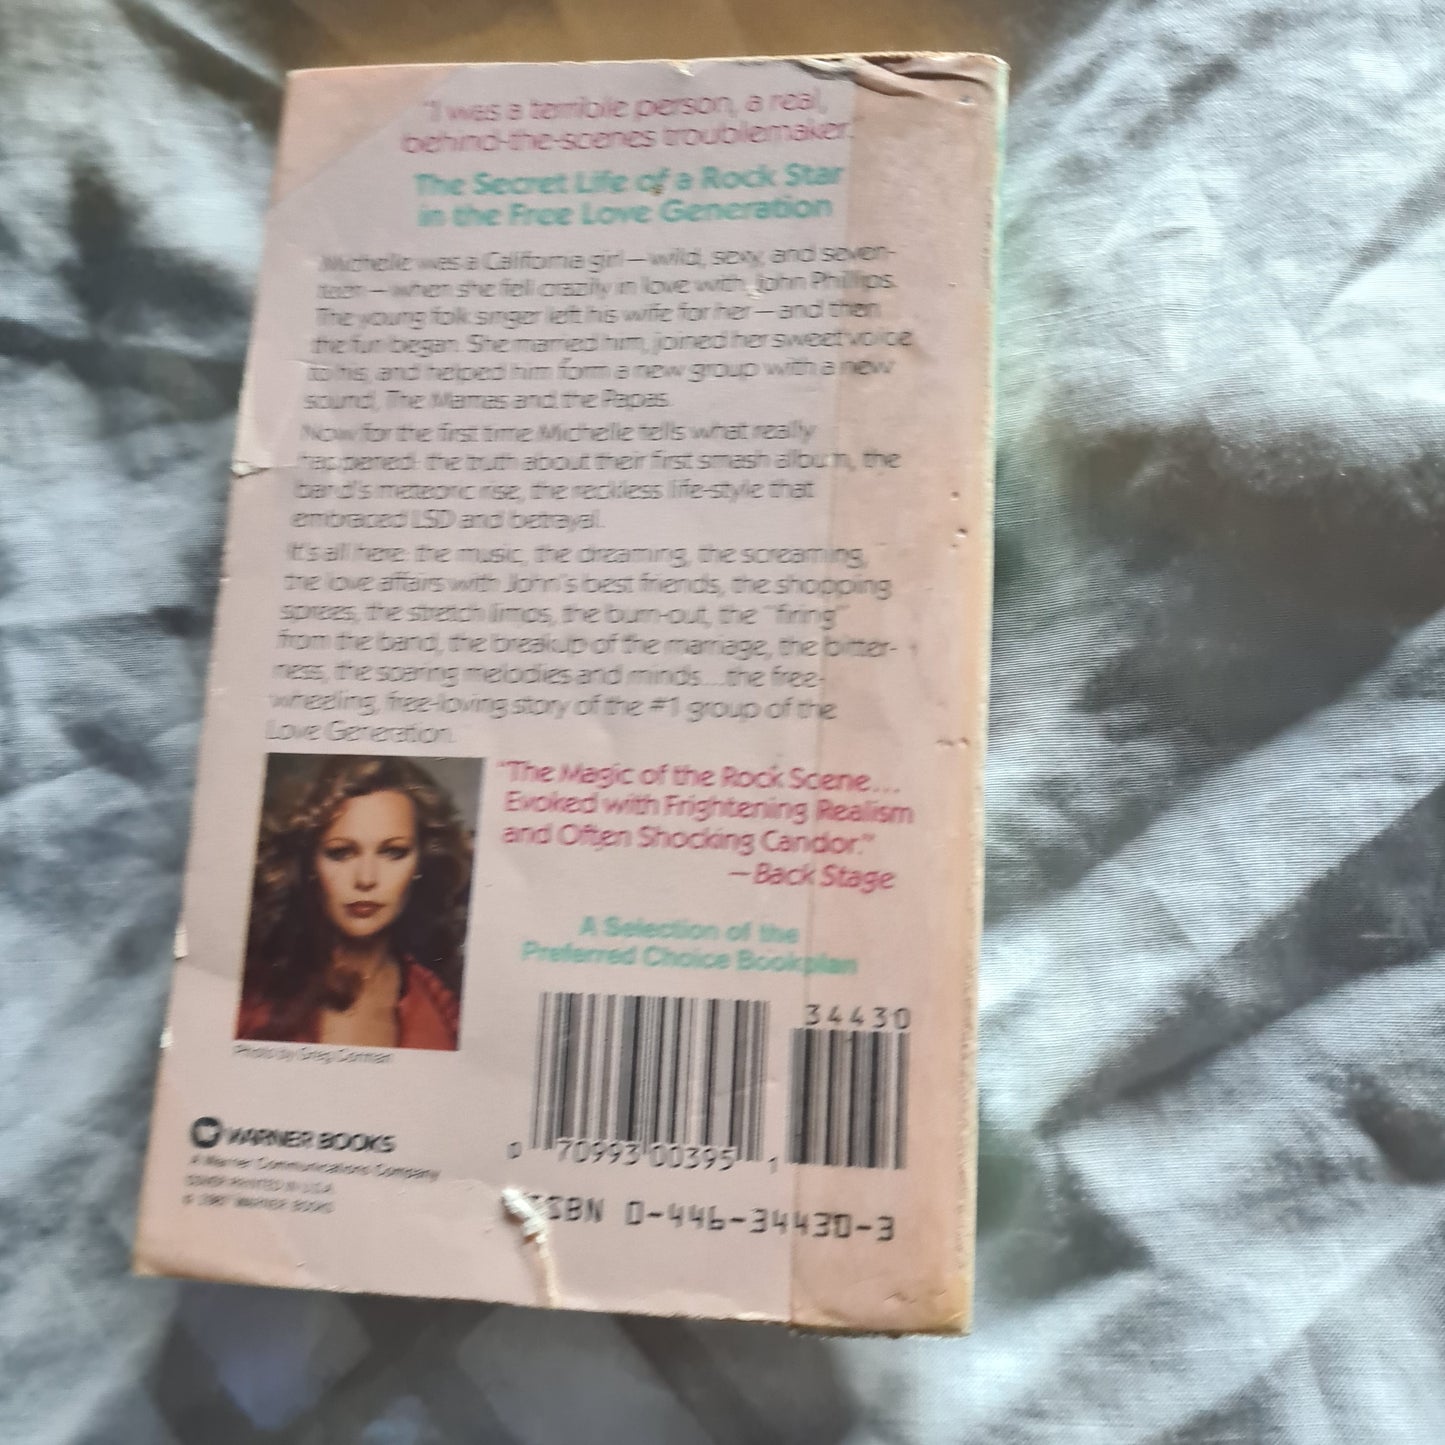 "I was a terrible person, a real,
behind-the-scenes troublemaker.
The Secret Life of a Rock Star
in the Free Love Generation
Michelle was a California girl—wild, sexy, and seven-
teen—when she fell crazily in love with John Phillips.
The young folk singer left his wife for her—and then
the fun began. She married him, joined her sweet voice
to his, and helped him form a new group with a new
sound, The Mamas and the Papas.
Now for the first time Michelle tells what really
happened: the truth about their first smash album, the
band's meteoric rise, the reckless life-style that
embraced LSD and betrayal.
It's all here: the music, the dreaming, the screaming,
the love affairs with John's best friends, the shopping
sprees, the stretch limos, the burn-out, the "firing"
from the band, the breakup of the marriage, the bitter-
ness, the soaring melodies and minds...the free-
wheeling, free-loving story of the #1 group of the
Love Generation.
"The Magic of the Rock Scene...
Evoked with Frightening Realism
and Often Shocking Candor."
—Back Stage
A Selection of the
Preferred Choice Bookplan
Photo by Greg Gorman
34430
0 70993 00395 1
WARNER BOOKS
A Warner Communications Company
COVER PRINTED IN U.S.A.
© 1987 WARNER BOOKS
ISBN 0-446-34430-3